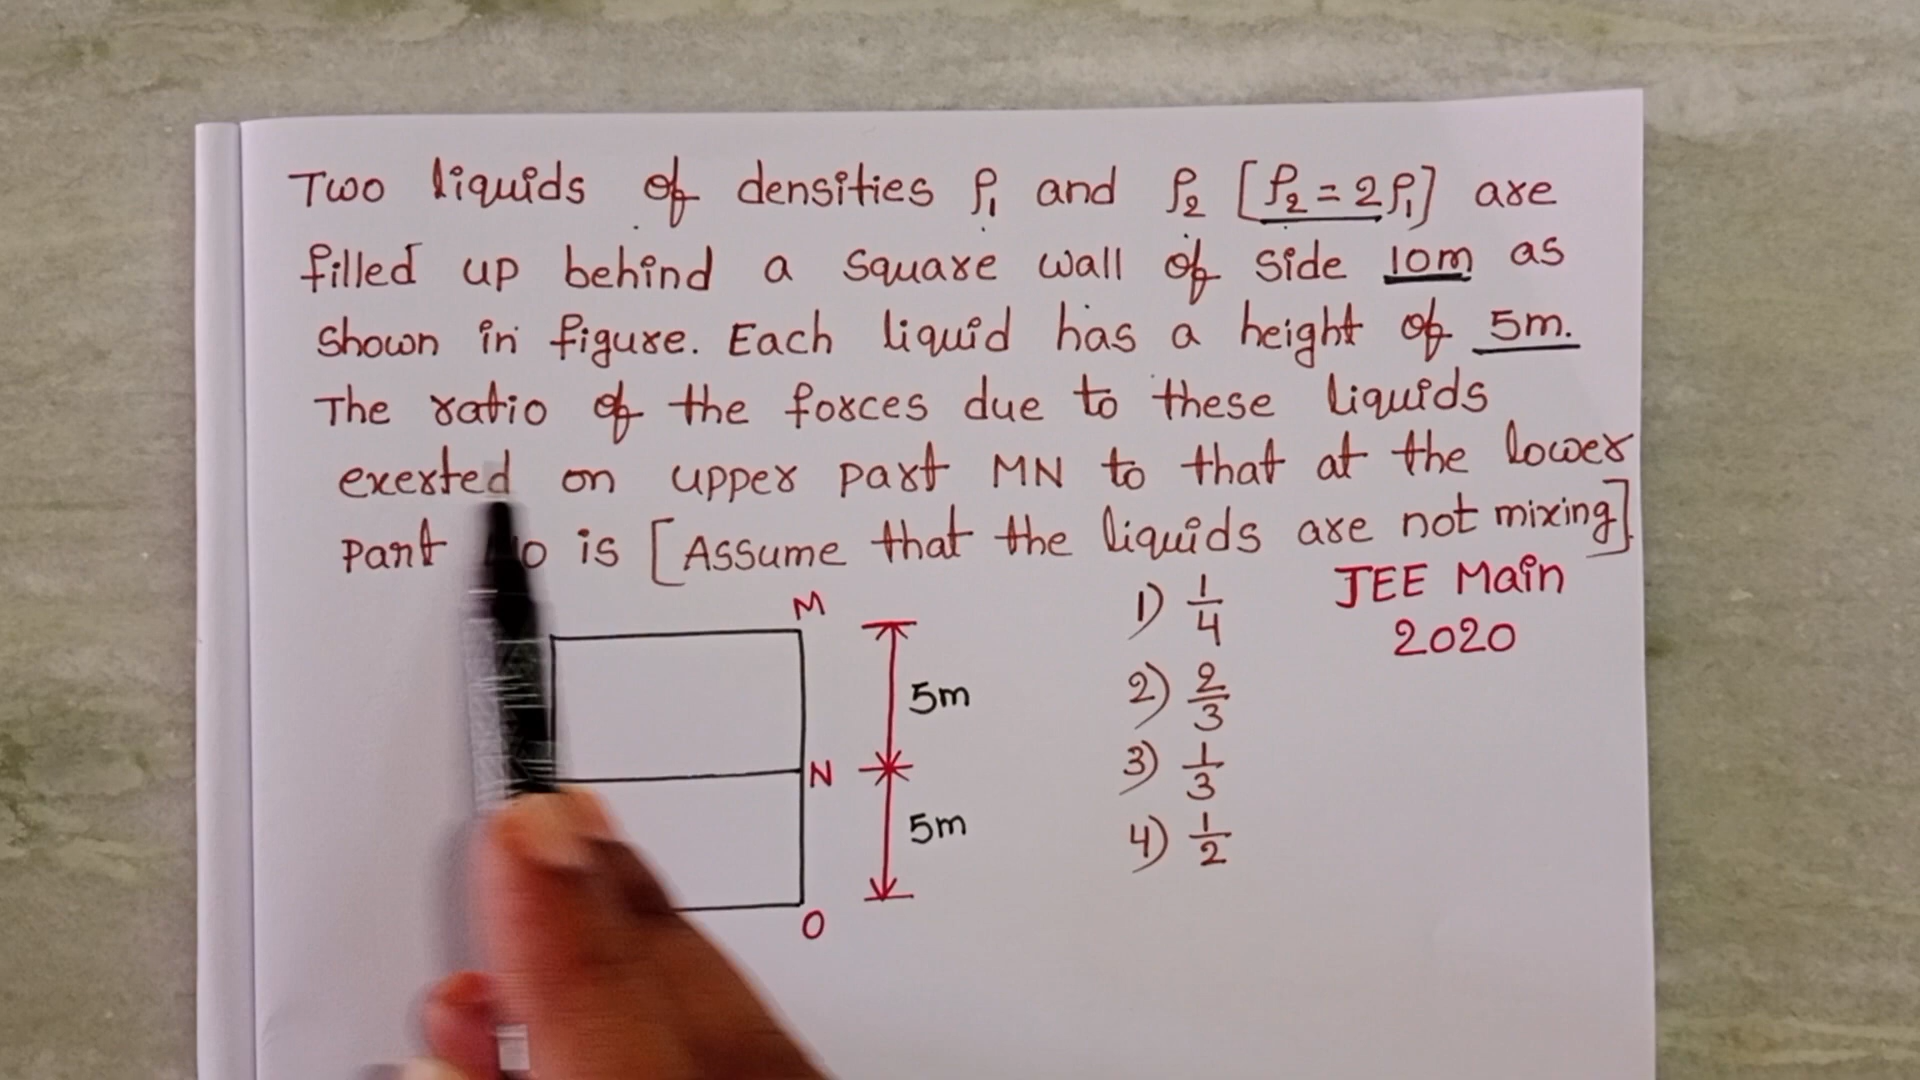 Two liquids of densities ρ₁ and ρ₂ [ρ₂ = 2ρ₁] are
filled up behind a square wall of side 10m as
shown in figure. Each liquid has a height of 5m.
The ratio of the forces due to these liquids
exerted on upper part MN to that at the lower
part is [Assume that the liquids are not mixing]
JEE Main
2020
M
5m
N
5m
O
1) 1/4
2) 2/3
3) 1/3
4) 1/2